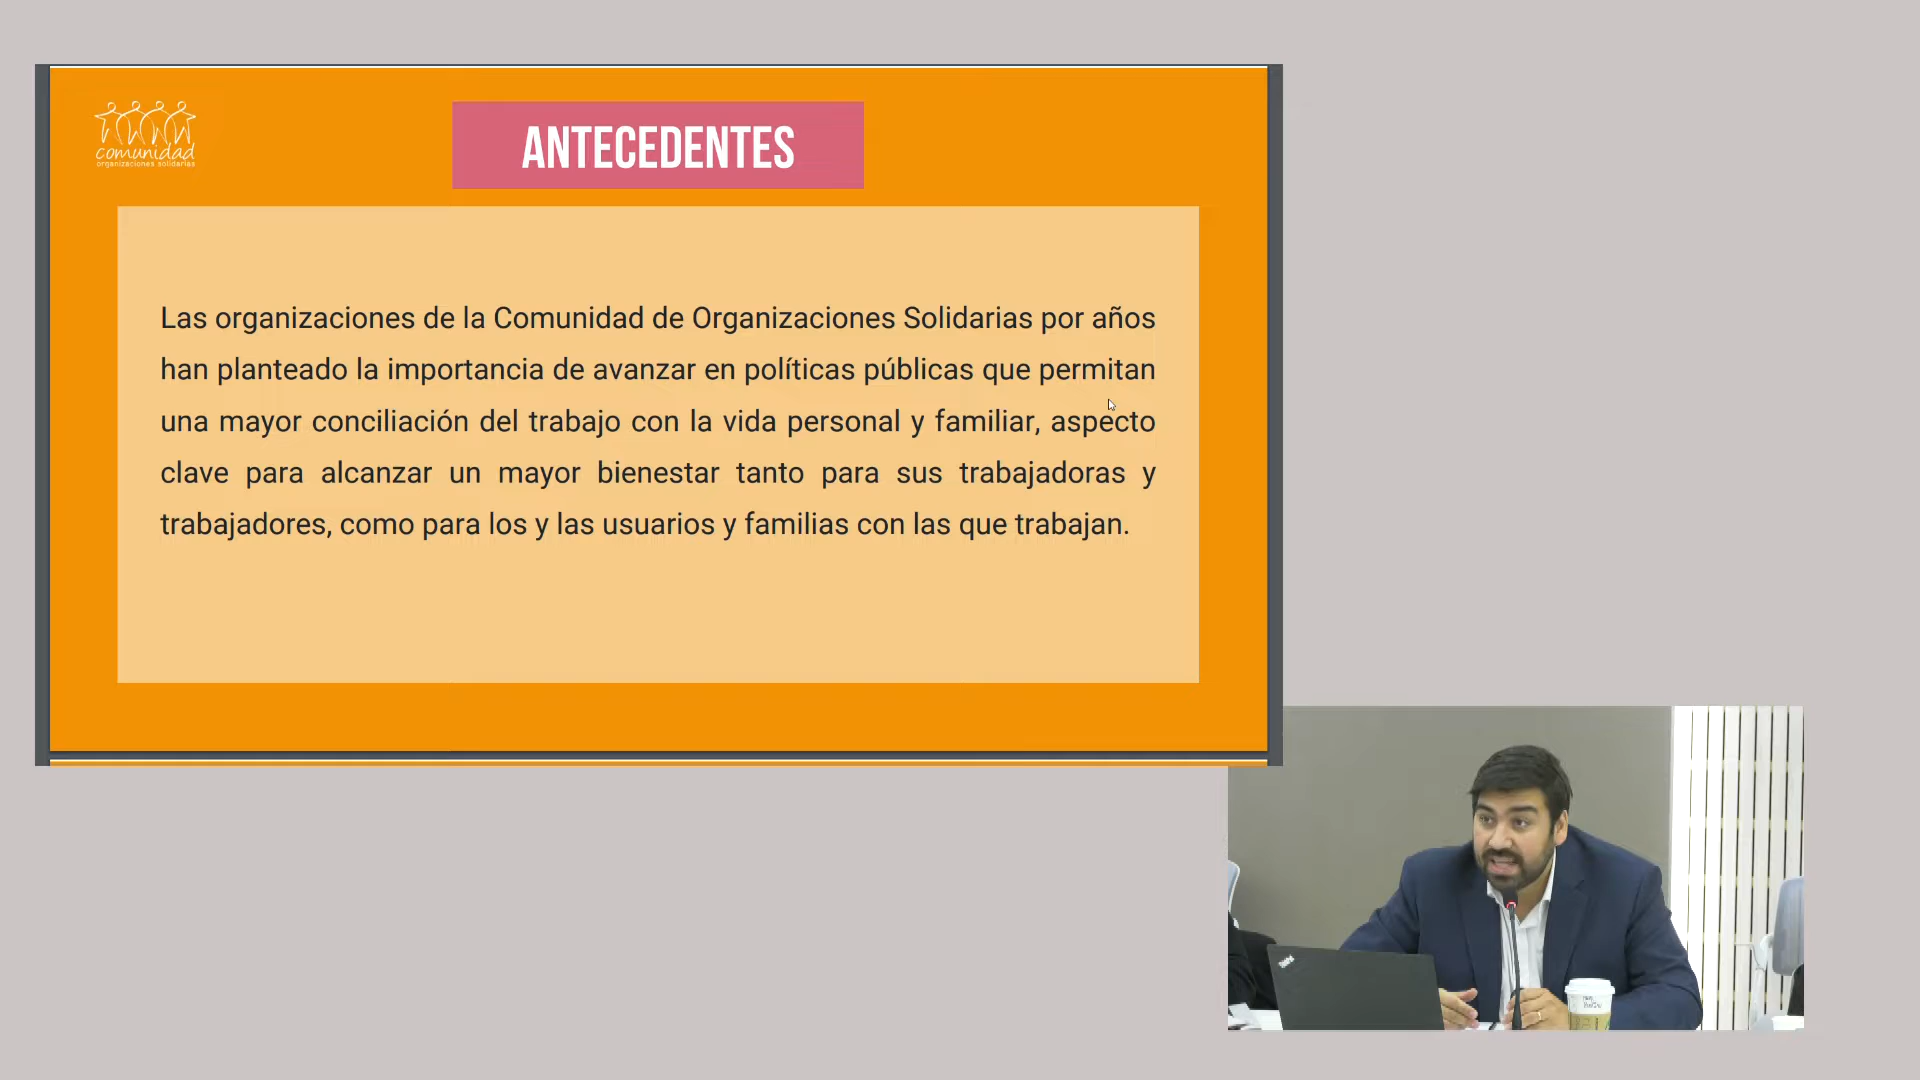 comunidad
organizaciones solidarias
ANTECEDENTES
Las organizaciones de la Comunidad de Organizaciones Solidarias por años
han planteado la importancia de avanzar en políticas públicas que permitan
una mayor conciliación del trabajo con la vida personal y familiar, aspecto
clave para alcanzar un mayor bienestar tanto para sus trabajadoras y
trabajadores, como para los y las usuarios y familias con las que trabajan.